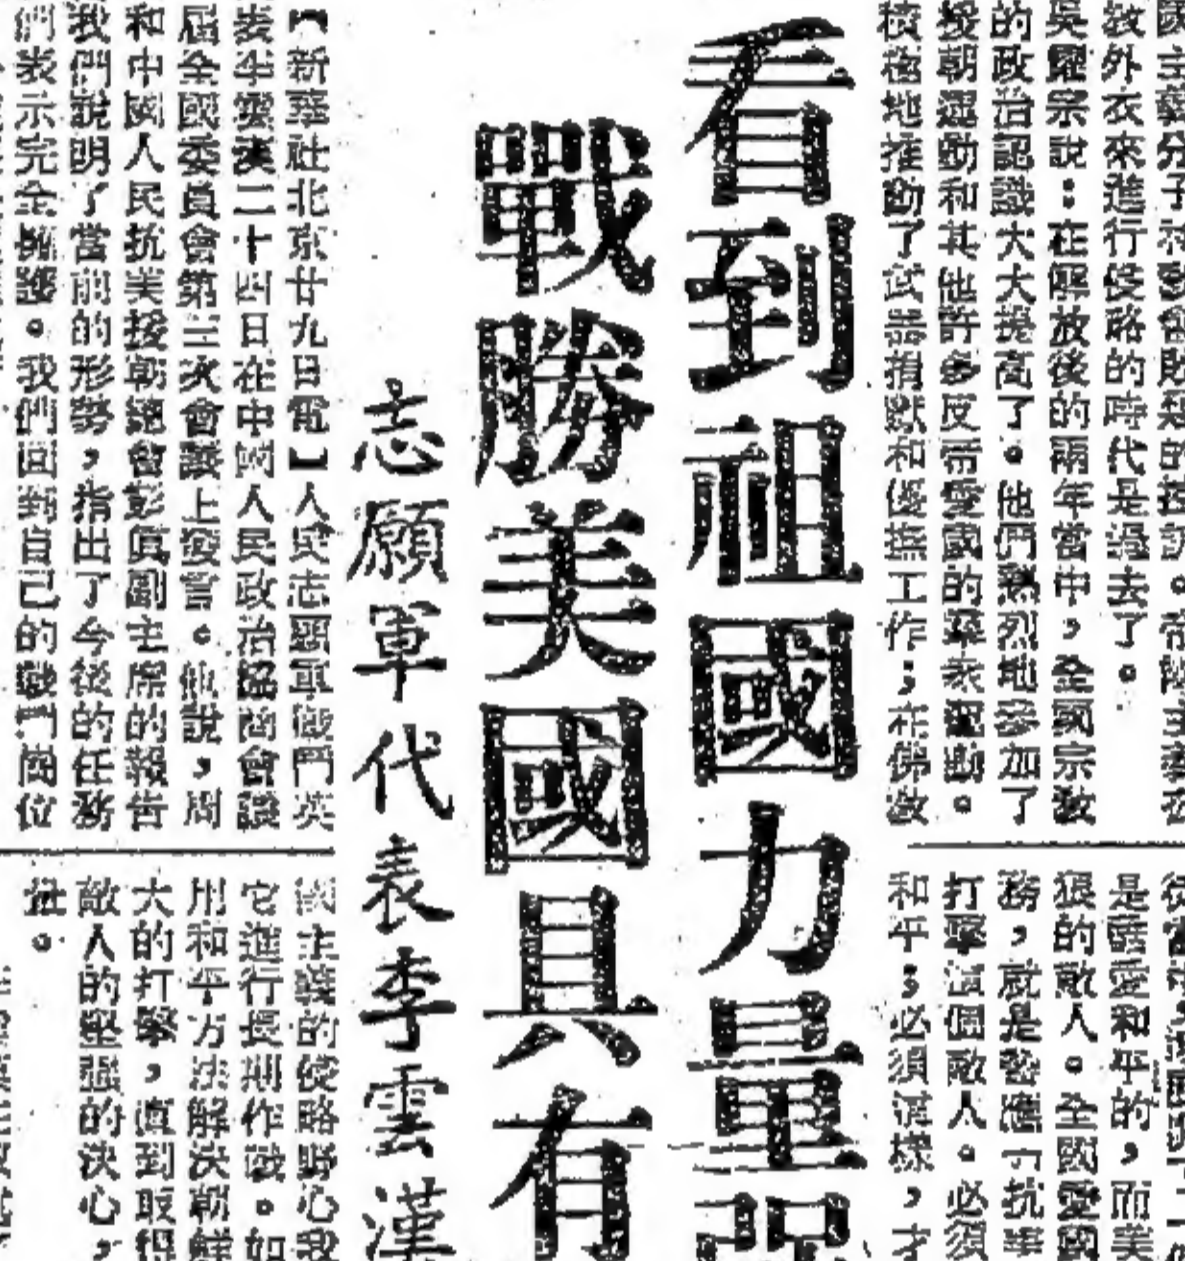 教外衣來進行侵略的時代是過去了。
吳耀宗說：在解放後的兩年當中，全國宗教
的政治認識大大提高了。他們熱烈地參加了
援朝運動和其他許多反帝愛國的羣衆運動。
積極地推動了武器捐獻和優撫工作；在佛教
是酷愛和平的，而美
狠的敵人。全國愛國
務，就是響應
打擊這個敵人。必須
和平；必須這樣，才
看到祖國力量
戰勝美國具有
志願軍代表李雲漢
【新華社北京廿九日電】人民志願軍戰鬥英
表李雲漢二十四日在中國人民政治協商會議
屆全國委員會第三次會議上發言。他說，周
和中國人民抗美援朝總會彭眞副主席的報告
我們說明了當前的形勢，指出了今後的任務
們表示完全擁護。我們回到自己的戰鬥崗位
國主義的侵略野心我
它進行長期作戰。如
用和平方法解決朝鮮
大的打擊，直到取得
敵人的堅强的決心，
扯。